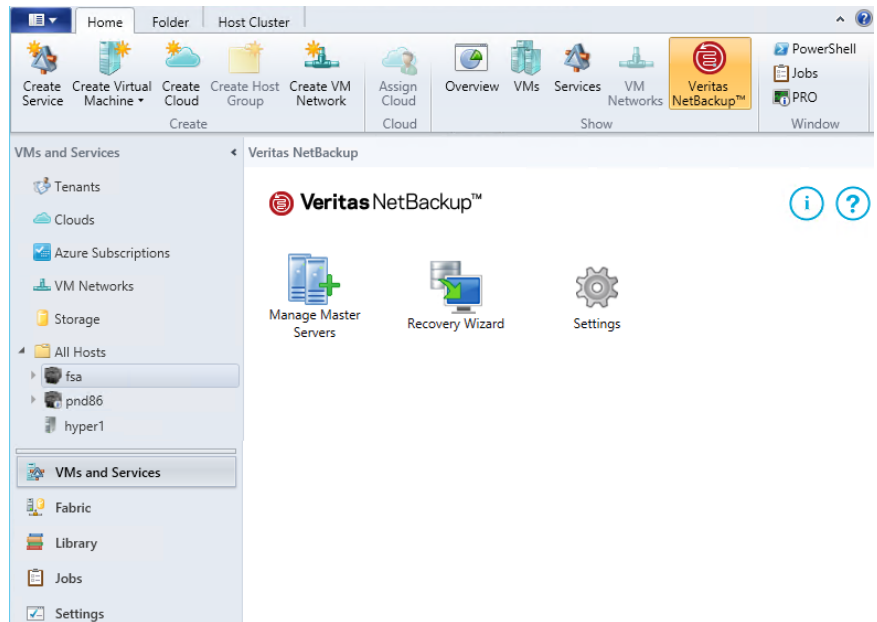 Home Folder Host Cluster
Create Service
Create Virtual Machine
Create Cloud
Create Host Group
Create VM Network
Assign Cloud
Overview
VMs
Services
VM Networks
Veritas NetBackup™
PowerShell
Jobs
PRO
Create Cloud Show Window
VMs and Services
Veritas NetBackup
Tenants
Clouds
Azure Subscriptions
VM Networks
Storage
All Hosts
fsa
pnd86
hyper1
VMs and Services
Fabric
Library
Jobs
Settings
Veritas NetBackup™
i ?
Manage Master
Servers
Recovery Wizard
Settings